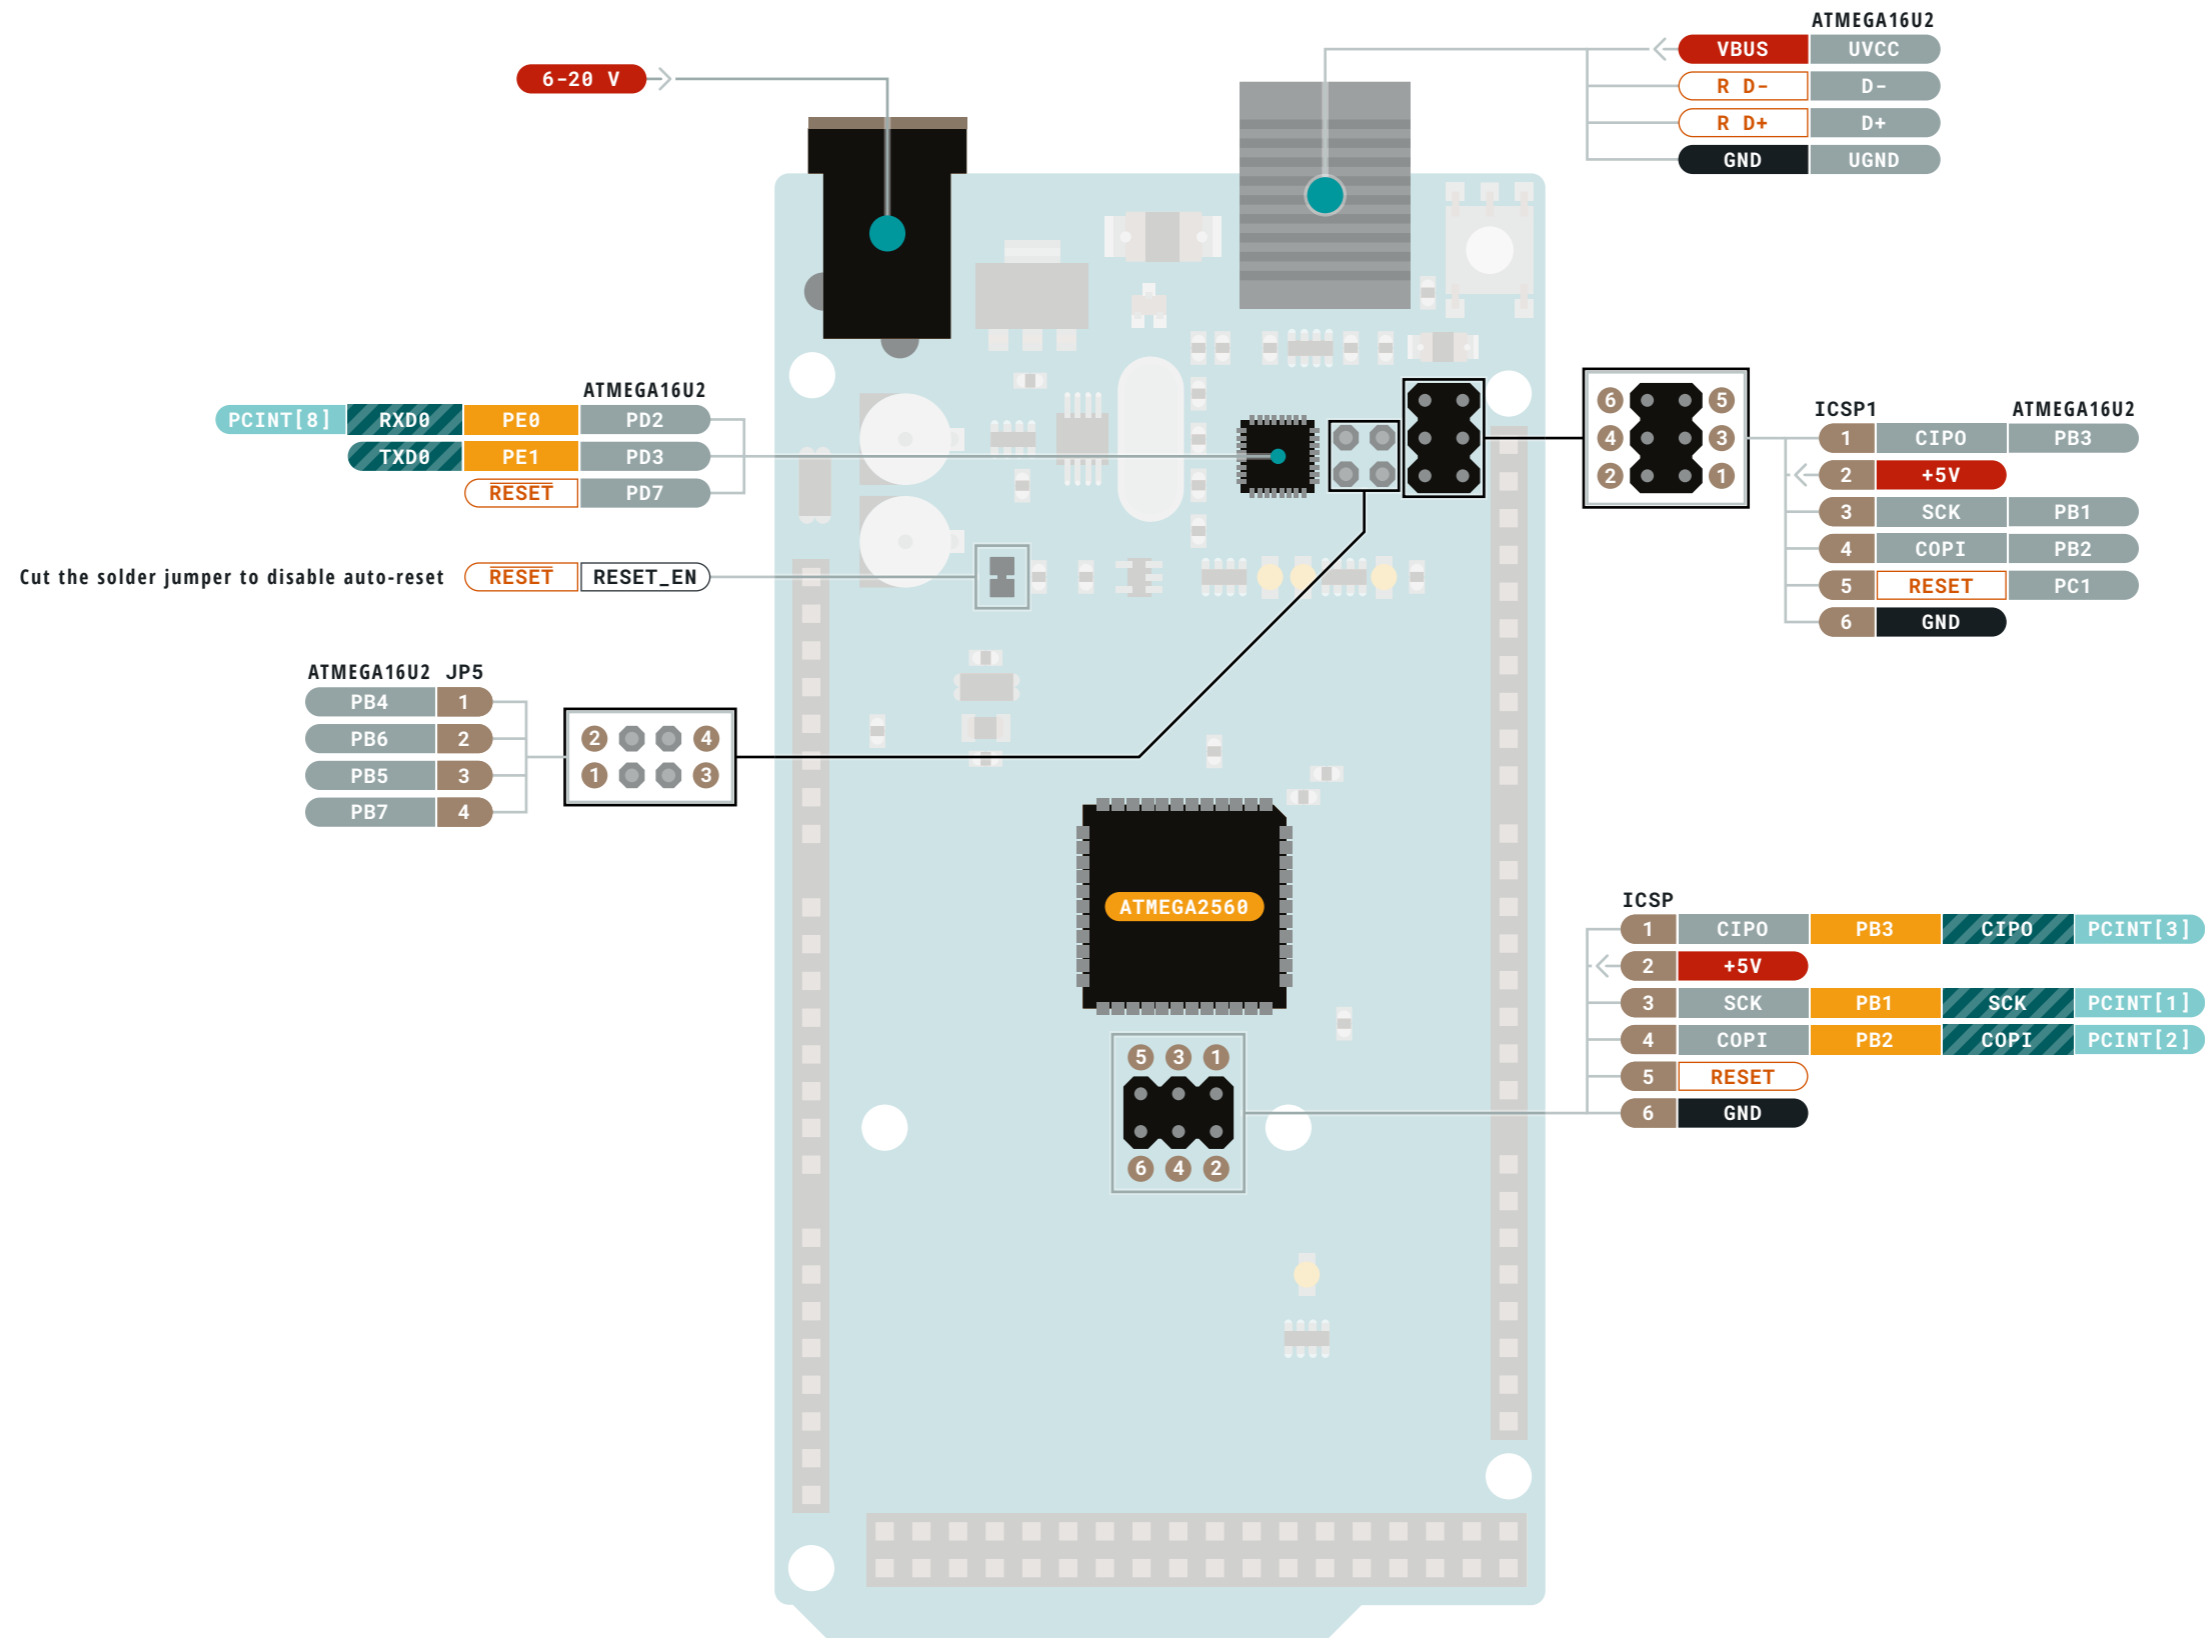 ATMEGA16U2
VBUS UVCC
R D- D-
R D+ D+
GND UGND
6-20 V
ATMEGA16U2
PCINT[8] RXD0 PE0 PD2
TXD0 PE1 PD3
RESET PD7
Cut the solder jumper to disable auto-reset RESET RESET_EN
6 5
4 3
2 1
ICSP1 ATMEGA16U2
1 CIPO PB3
2 +5V
3 SCK PB1
4 COPI PB2
5 RESET PC1
6 GND
ATMEGA16U2 JP5
PB4 1
PB6 2
PB5 3
PB7 4
2 4
1 3
ATMEGA2560
5 3 1
6 4 2
ICSP
1 CIPO PB3 CIPO PCINT[3]
2 +5V
3 SCK PB1 SCK PCINT[1]
4 COPI PB2 COPI PCINT[2]
5 RESET
6 GND